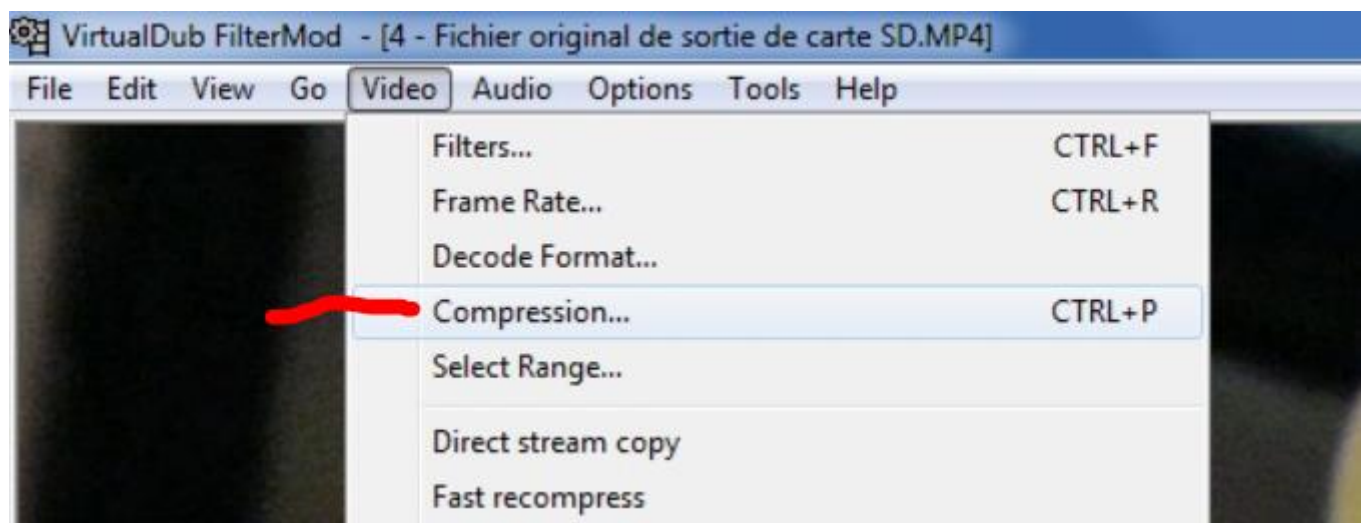 VirtualDub FilterMod - [4 - Fichier original de sortie de carte SD.MP4]
File Edit View Go Video Audio Options Tools Help
Filters... CTRL+F
Frame Rate... CTRL+R
Decode Format...
Compression... CTRL+P
Select Range...
Direct stream copy
Fast recompress